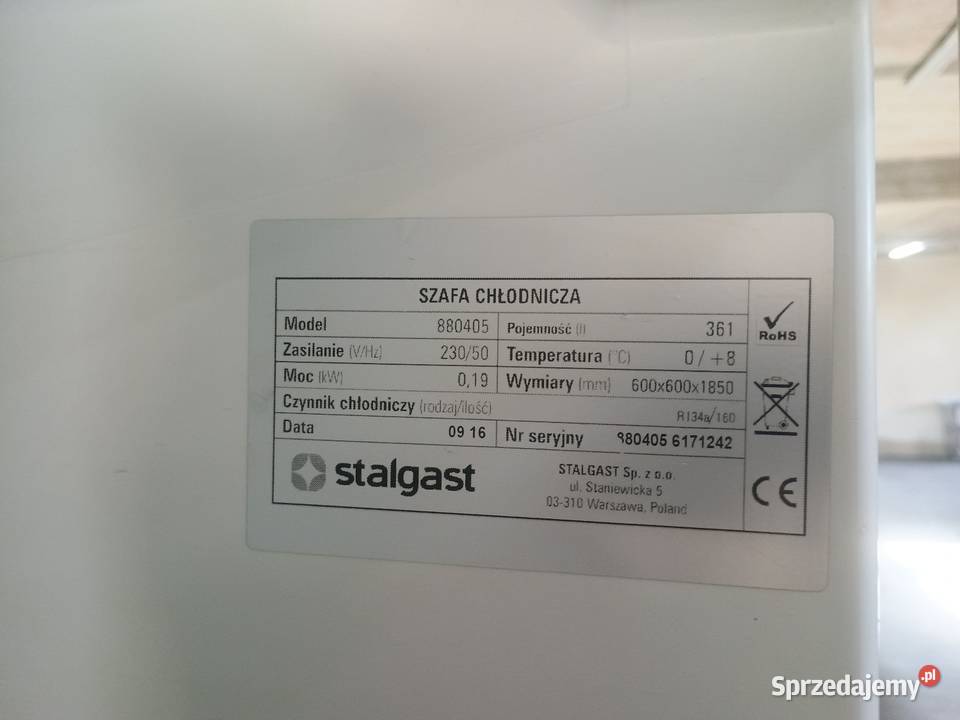 SZAFA CHŁODNICZA
Model 880405 Pojemność (l) 361
Zasilanie (V/Hz) 230/50 Temperatura (°C) 0 / +8
Moc (kW) 0,19 Wymiary (mm) 600x600x1850
Czynnik chłodniczy (rodzaj/ilość) R134a/160
Data 09 16 Nr seryjny 880405 6171242
stalgast
STALGAST Sp. z o.o.
ul. Staniewicka 5
03-310 Warszawa, Poland
RoHS
CE
Sprzedajemy.pl